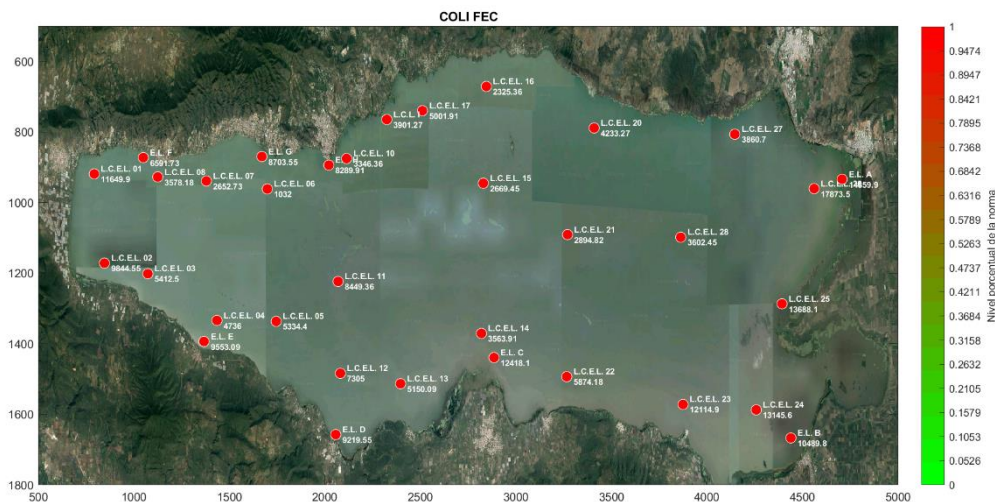 COLI FEC
600
800
1000
1200
1400
1600
1800
500
1000
1500
2000
2500
3000
3500
4000
4500
5000
L.C.E.L. 16
2325.36
L.C.E.L. 17
5001.91
3901.27
L.C.E.L. 20
4233.27
L.C.E.L. 27
3860.7
E.L. F
6591.73
E.L. G
8703.55
L.C.E.L. 10
3346.36
8289.91
L.C.E.L. 01
11649.9
L.C.E.L. 08
3578.18
L.C.E.L. 07
2652.73
L.C.E.L. 06
1032
L.C.E.L. 15
2669.45
E.L. A
14659.9
17873.5
L.C.E.L. 21
2894.82
L.C.E.L. 28
3602.45
L.C.E.L. 02
9844.55
L.C.E.L. 03
5412.5
L.C.E.L. 11
8449.36
L.C.E.L. 25
13688.1
L.C.E.L. 04
4736
L.C.E.L. 05
5334.4
E.L. E
9553.09
L.C.E.L. 14
3563.91
E.L. C
12418.1
L.C.E.L. 12
7305
L.C.E.L. 13
5150.09
L.C.E.L. 22
5874.18
L.C.E.L. 23
12114.9
L.C.E.L. 24
13145.6
E.L. D
9219.55
E.L. B
10489.8
1
0.9474
0.8947
0.8421
0.7895
0.7368
0.6842
0.6316
0.5789
0.5263
0.4737
0.4211
0.3684
0.3158
0.2632
0.2105
0.1579
0.1053
0.0526
0
Nivel porcentual de la norma